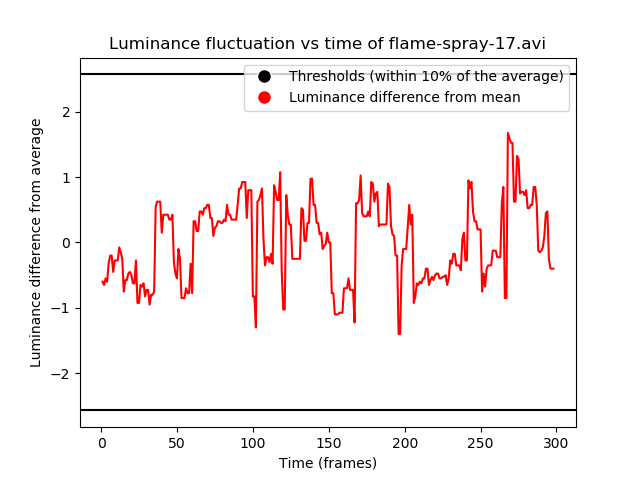 Luminance fluctuation vs time of flame-spray-17.avi
Thresholds (within 10% of the average)
Luminance difference from mean
Luminance difference from average
2
1
0
−1
−2
0 50 100 150 200 250 300
Time (frames)